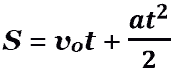 S = v₀t + at²/2